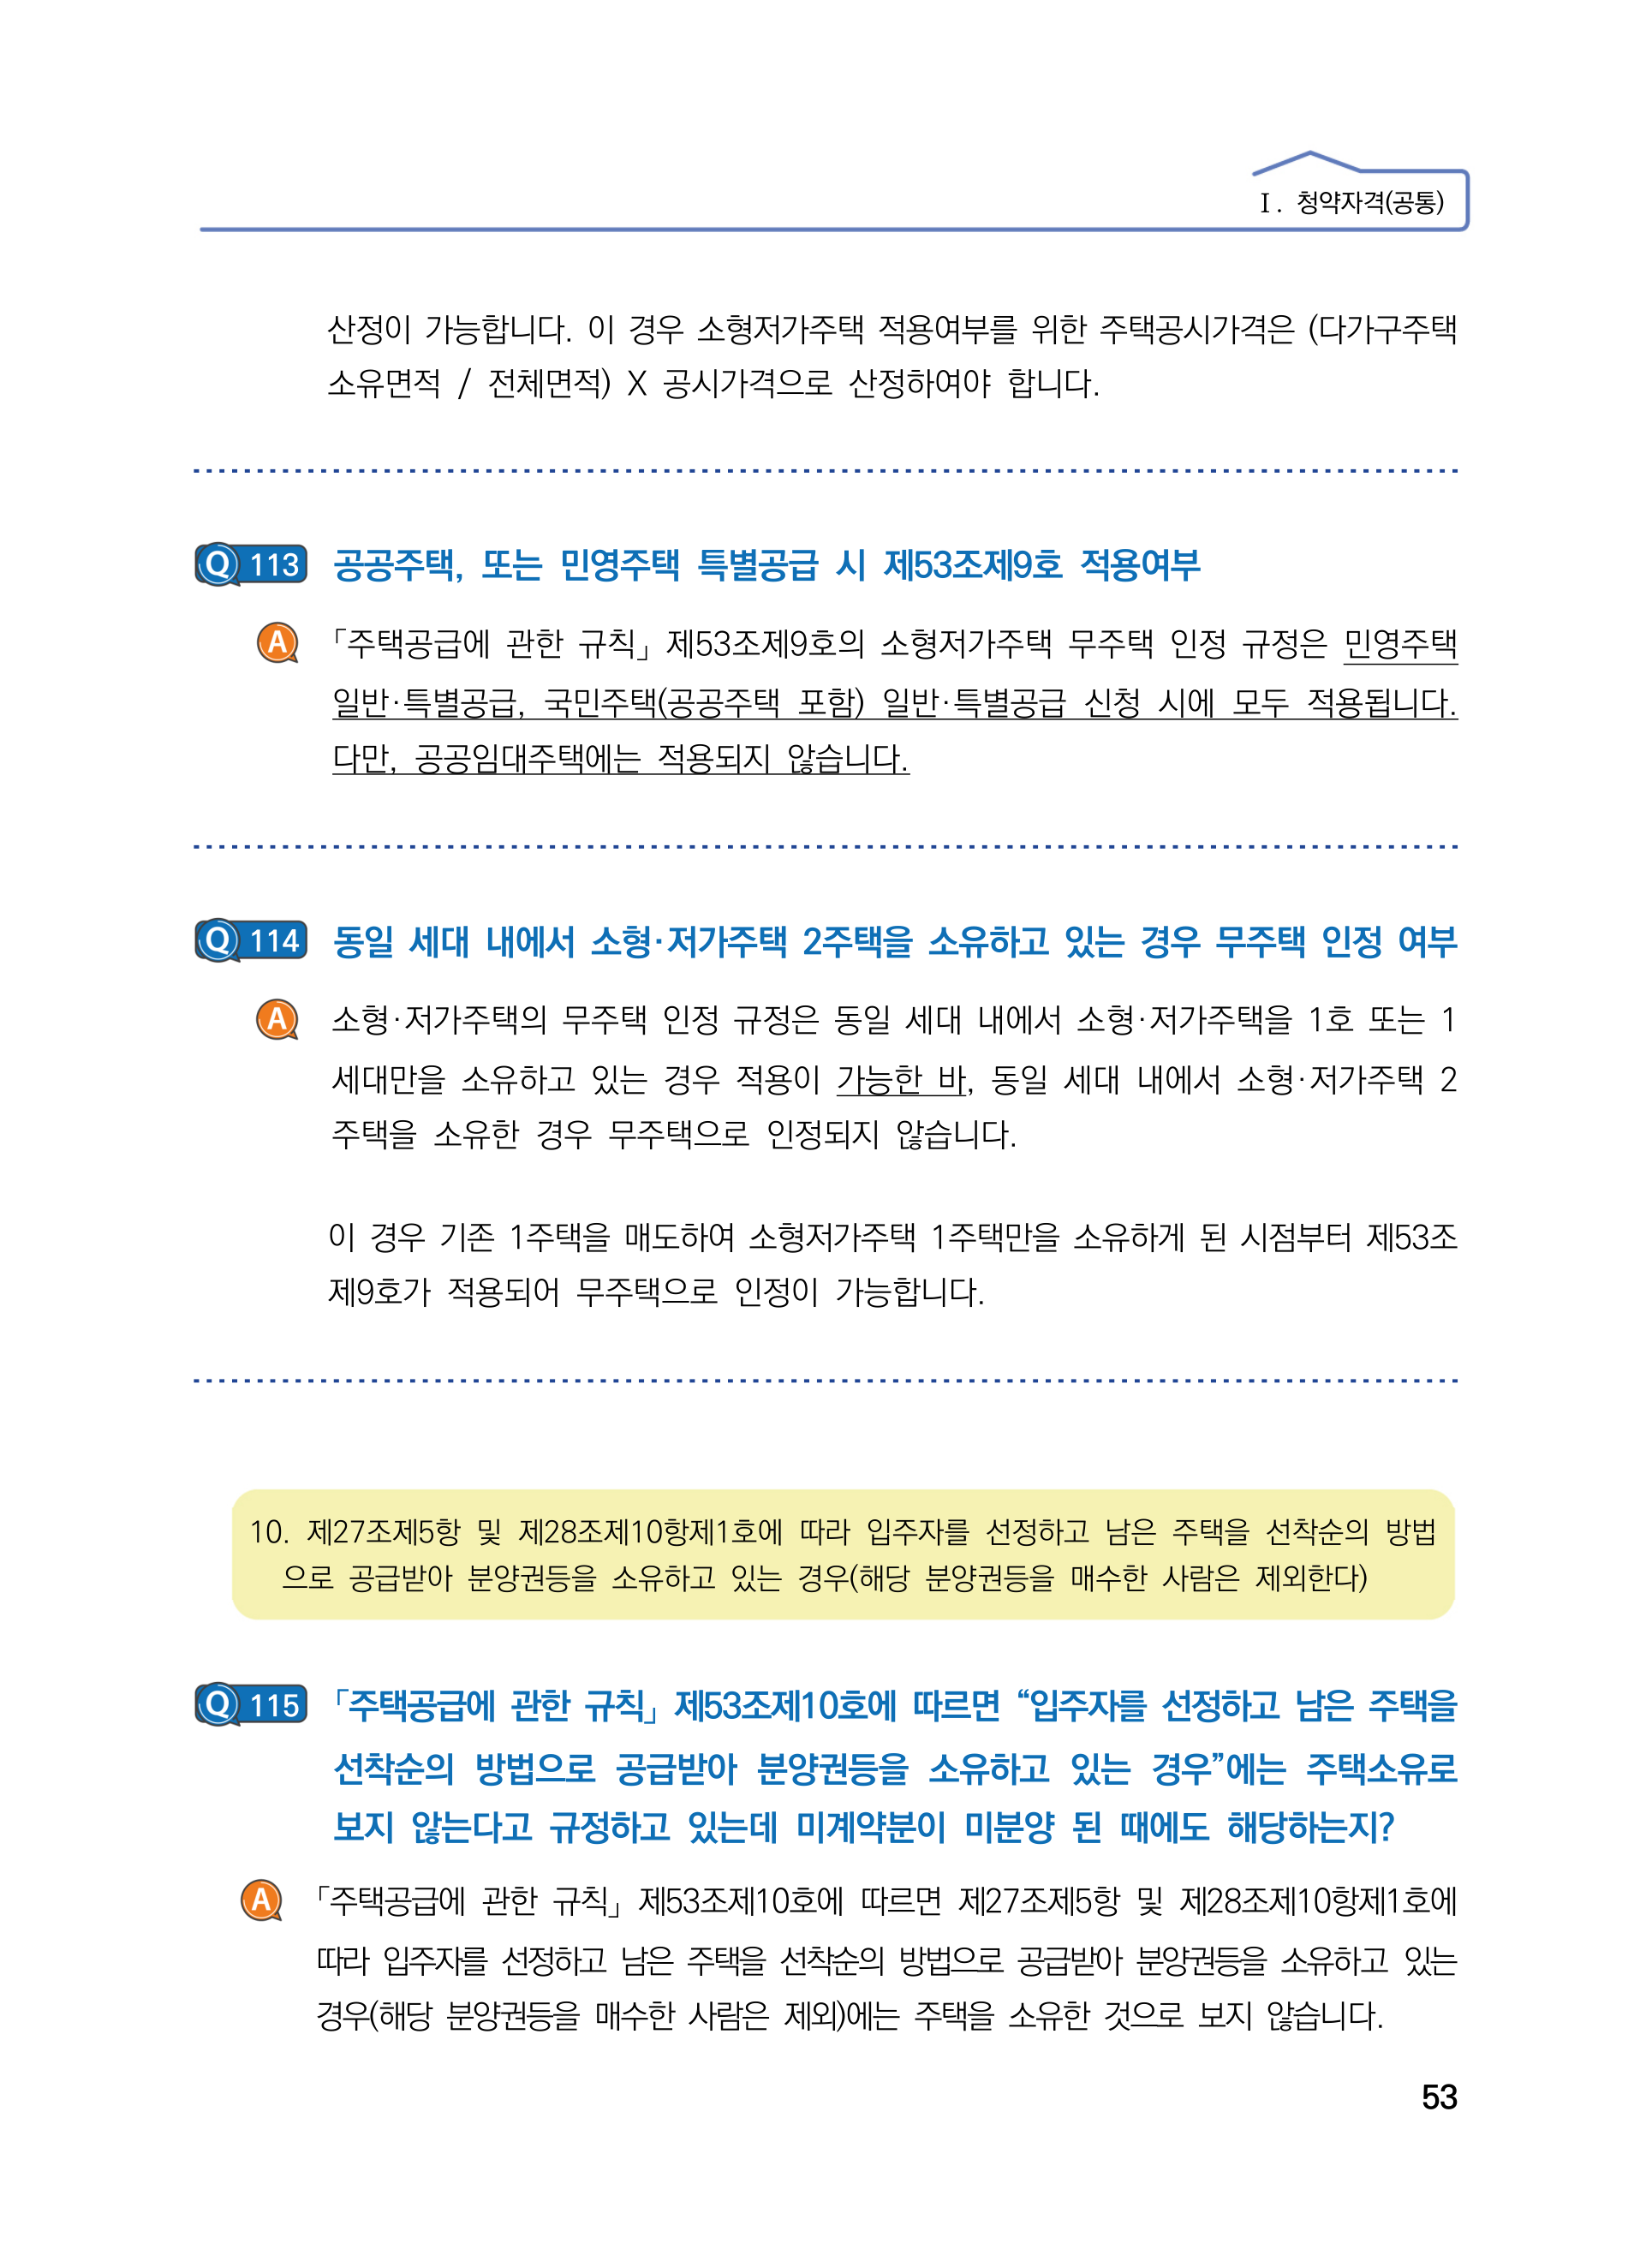 Ⅰ. 청약자격(공통)
산정이 가능합니다. 이 경우 소형저가주택 적용여부를 위한 주택공시가격은 (다가구주택
소유면적 / 전체면적) X 공시가격으로 산정하여야 합니다.
Q 113 공공주택, 또는 민영주택 특별공급 시 제53조제9호 적용여부
A 「주택공급에 관한 규칙」 제53조제9호의 소형저가주택 무주택 인정 규정은 민영주택
일반·특별공급, 국민주택(공공주택 포함) 일반·특별공급 신청 시에 모두 적용됩니다.
다만, 공공임대주택에는 적용되지 않습니다.
Q 114 동일 세대 내에서 소형·저가주택 2주택을 소유하고 있는 경우 무주택 인정 여부
A 소형·저가주택의 무주택 인정 규정은 동일 세대 내에서 소형·저가주택을 1호 또는 1
세대만을 소유하고 있는 경우 적용이 가능한 바, 동일 세대 내에서 소형·저가주택 2
주택을 소유한 경우 무주택으로 인정되지 않습니다.
이 경우 기존 1주택을 매도하여 소형저가주택 1주택만을 소유하게 된 시점부터 제53조
제9호가 적용되어 무주택으로 인정이 가능합니다.
10. 제27조제5항 및 제28조제10항제1호에 따라 입주자를 선정하고 남은 주택을 선착순의 방법
으로 공급받아 분양권등을 소유하고 있는 경우(해당 분양권등을 매수한 사람은 제외한다)
Q 115 「주택공급에 관한 규칙」 제53조제10호에 따르면 “입주자를 선정하고 남은 주택을
선착순의 방법으로 공급받아 분양권등을 소유하고 있는 경우”에는 주택소유로
보지 않는다고 규정하고 있는데 미계약분이 미분양 된 때에도 해당하는지?
A 「주택공급에 관한 규칙」 제53조제10호에 따르면 제27조제5항 및 제28조제10항제1호에
따라 입주자를 선정하고 남은 주택을 선착순의 방법으로 공급받아 분양권등을 소유하고 있는
경우(해당 분양권등을 매수한 사람은 제외)에는 주택을 소유한 것으로 보지 않습니다.
53